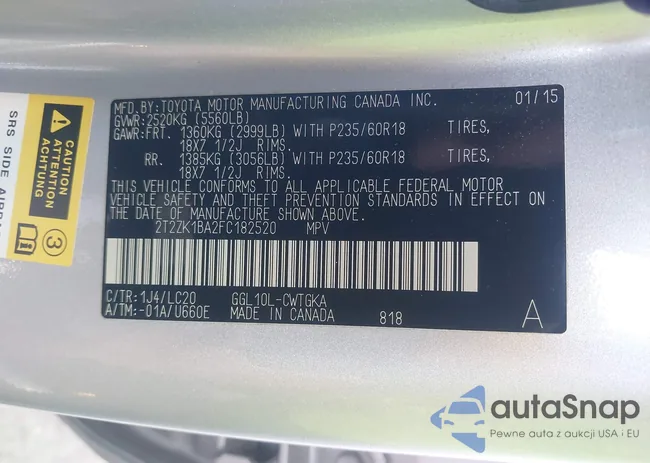 MFD.BY:TOYOTA MOTOR MANUFACTURING CANADA INC. 01/15
GVWR:2520KG (5560LB)
GAWR:FRT. 1360KG (2999LB) WITH P235/60R18 TIRES,
18X7 1/2J RIMS.
RR. 1385KG (3056LB) WITH P235/60R18 TIRES,
18X7 1/2J RIMS.
THIS VEHICLE CONFORMS TO ALL APPLICABLE FEDERAL MOTOR
VEHICLE SAFETY AND THEFT PREVENTION STANDARDS IN EFFECT ON
THE DATE OF MANUFACTURE SHOWN ABOVE.
2T2ZK1BA2FC182520 MPV
C/TR:1J4/LC20 GGL10L-CWTGKA
A/TM:-01A/U660E MADE IN CANADA 818 A
CAUTION
ATTENTION
ACHTUNG
3
SRS SIDE AIRBA
autaSnap
Pewne auta z aukcji USA i EU